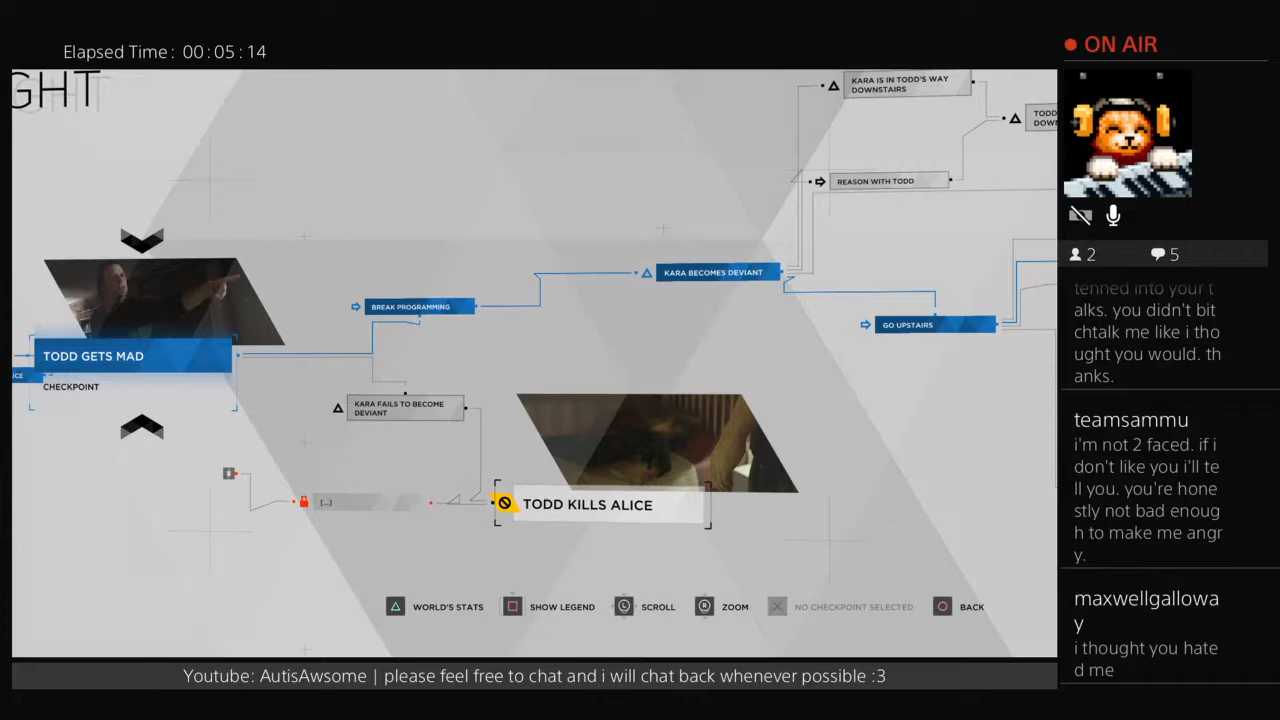 Elapsed Time: 00:05:14
ON AIR
GHT
KARA IS IN TODD'S WAY
DOWNSTAIRS
TODD
DOWN
REASON WITH TODD
2
5
KARA BECOMES DEVIANT
BREAK PROGRAMMING
GO UPSTAIRS
TODD GETS MAD
ICE
CHECKPOINT
KARA FAILS TO BECOME
DEVIANT
[...]
TODD KILLS ALICE
WORLD'S STATS
SHOW LEGEND
L
SCROLL
R
ZOOM
NO CHECKPOINT SELECTED
BACK
tenned into your t
alks. you didn't bit
chtalk me like i tho
ught you would. th
anks.
teamsammu
i'm not 2 faced. if i
don't like you i'll te
ll you. you're hone
stly not bad enoug
h to make me angr
y.
maxwellgallowa
y
i thought you hate
d me
Youtube: AutisAwsome | please feel free to chat and i will chat back whenever possible :3